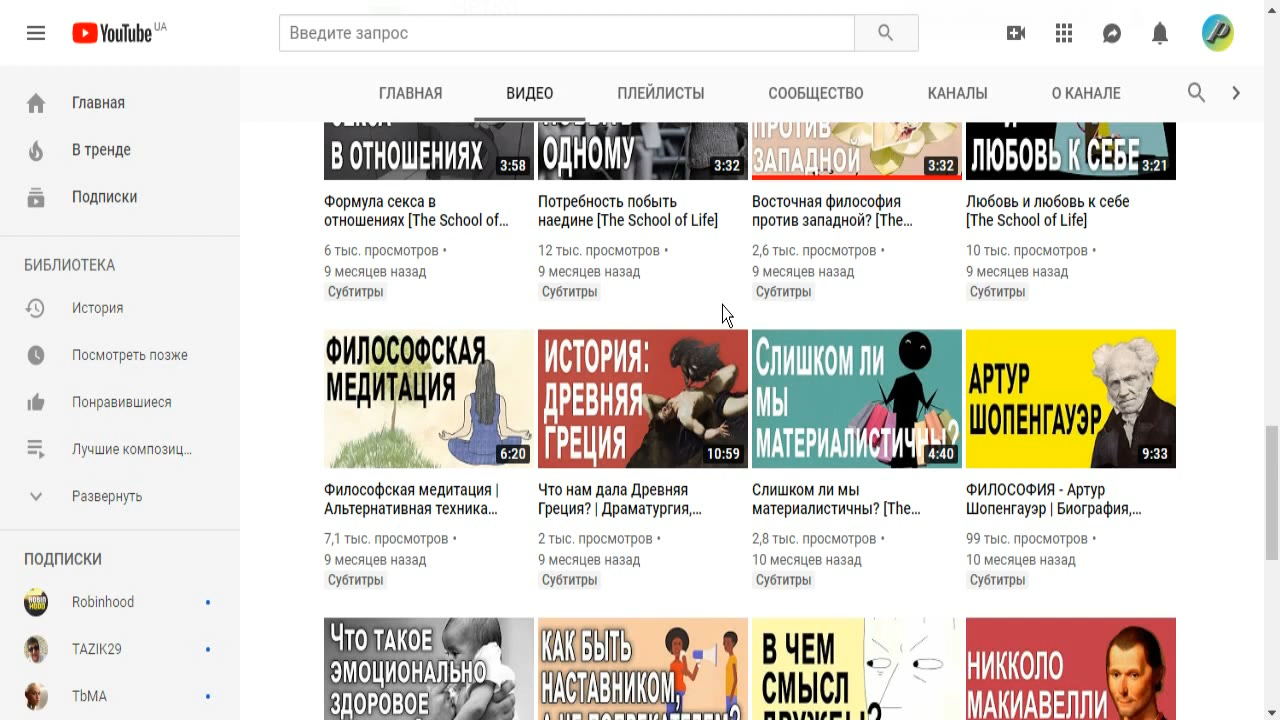 YouTube UA
Введите запрос
Главная
В тренде
Подписки
БИБЛИОТЕКА
История
Посмотреть позже
Понравившиеся
Лучшие композиц...
Развернуть
ПОДПИСКИ
Robinhood
TAZIK29
TbMA
ГЛАВНАЯ ВИДЕО ПЛЕЙЛИСТЫ СООБЩЕСТВО КАНАЛЫ О КАНАЛЕ
В ОТНОШЕНИЯХ
3:58
ОДНОМУ
3:32
ПРОТИВ
ЗАПАДНОЙ
3:32
И
ЛЮБОВЬ К СЕБЕ
3:21
Формула секса в
отношениях [The School of...
6 тыс. просмотров •
9 месяцев назад
Субтитры
Потребность побыть
наедине [The School of Life]
12 тыс. просмотров •
9 месяцев назад
Субтитры
Восточная философия
против западной? [The...
2,6 тыс. просмотров •
9 месяцев назад
Субтитры
Любовь и любовь к себе
[The School of Life]
10 тыс. просмотров •
9 месяцев назад
Субтитры
ФИЛОСОФСКАЯ
МЕДИТАЦИЯ
6:20
ИСТОРИЯ:
ДРЕВНЯЯ
ГРЕЦИЯ
10:59
СЛИШКОМ ЛИ
МЫ
МАТЕРИАЛИСТИЧНЫ?
4:40
АРТУР
ШОПЕНГАУЭР
9:33
Философская медитация |
Альтернативная техника...
7,1 тыс. просмотров •
9 месяцев назад
Субтитры
Что нам дала Древняя
Греция? | Драматургия,...
2 тыс. просмотров •
9 месяцев назад
Субтитры
Слишком ли мы
материалистичны? [The...
2,8 тыс. просмотров •
10 месяцев назад
Субтитры
ФИЛОСОФИЯ - Артур
Шопенгауэр | Биография,...
99 тыс. просмотров •
10 месяцев назад
Субтитры
ЧТО ТАКОЕ
ЭМОЦИОНАЛЬНО
ЗДОРОВОЕ
КАК БЫТЬ
НАСТАВНИКОМ,
В ЧЕМ
СМЫСЛ
ДРУЖБЫ?
НИККОЛО
МАКИАВЕЛЛИ